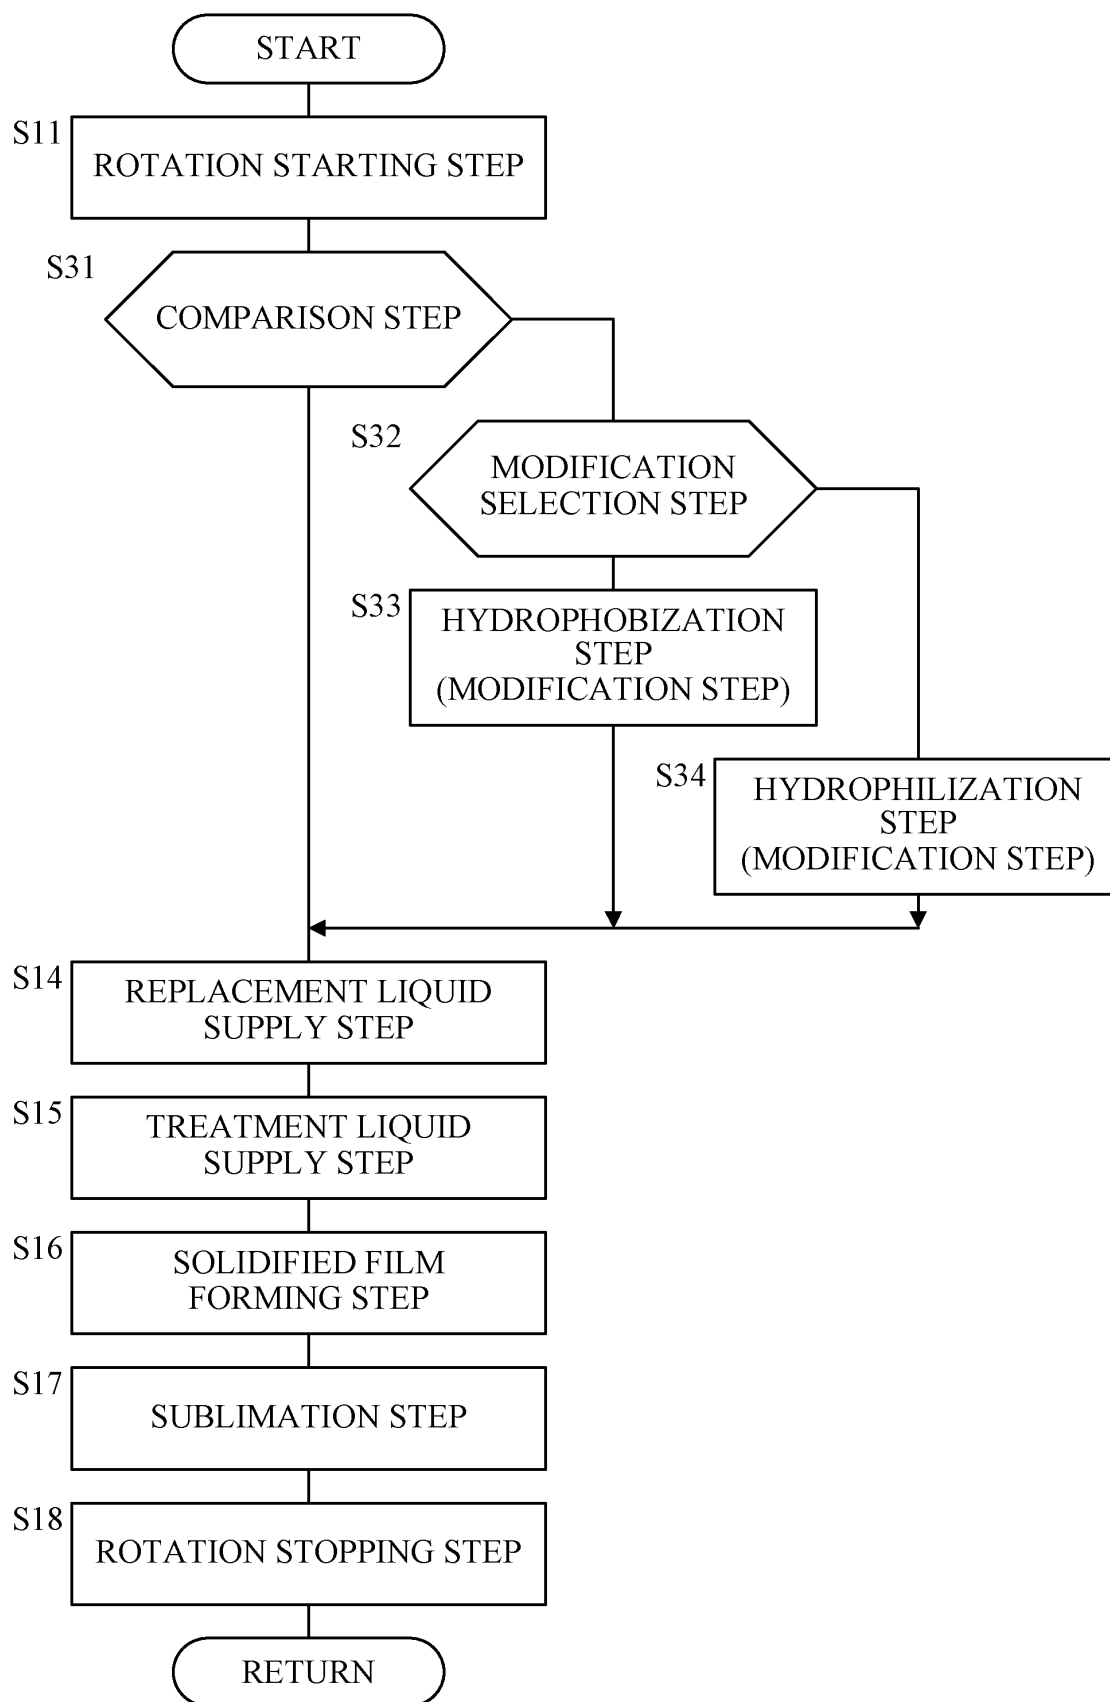 START
S11
ROTATION STARTING STEP
S31
COMPARISON STEP
S32
MODIFICATION
SELECTION STEP
S33
HYDROPHOBIZATION
STEP
(MODIFICATION STEP)
S34
HYDROPHILIZATION
STEP
(MODIFICATION STEP)
S14
REPLACEMENT LIQUID
SUPPLY STEP
S15
TREATMENT LIQUID
SUPPLY STEP
S16
SOLIDIFIED FILM
FORMING STEP
S17
SUBLIMATION STEP
S18
ROTATION STOPPING STEP
RETURN